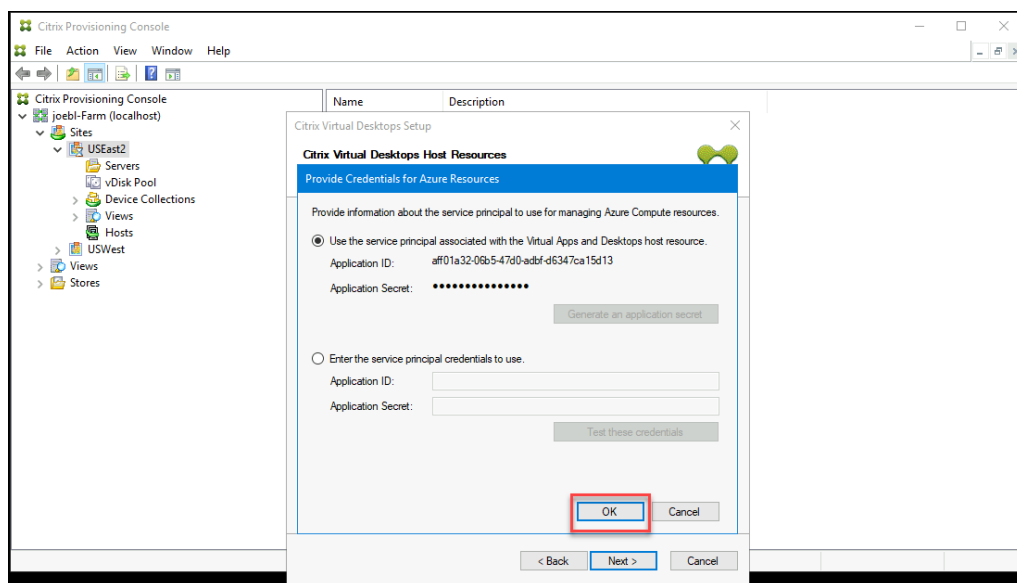 Citrix Provisioning Console
File Action View Window Help
Citrix Provisioning Console
joebl-Farm (localhost)
Sites
USEast2
Servers
vDisk Pool
Device Collections
Views
Hosts
USWest
Views
Stores
Name Description
Citrix Virtual Desktops Setup
Citrix Virtual Desktops Host Resources
Provide Credentials for Azure Resources
Provide information about the service principal to use for managing Azure Compute resources.
Use the service principal associated with the Virtual Apps and Desktops host resource.
Application ID: aff01a32-06b5-47d0-adbf-d6347ca15d13
Application Secret: •••••••••••••••
Generate an application secret
Enter the service principal credentials to use.
Application ID:
Application Secret:
Test these credentials
OK Cancel
< Back Next > Cancel